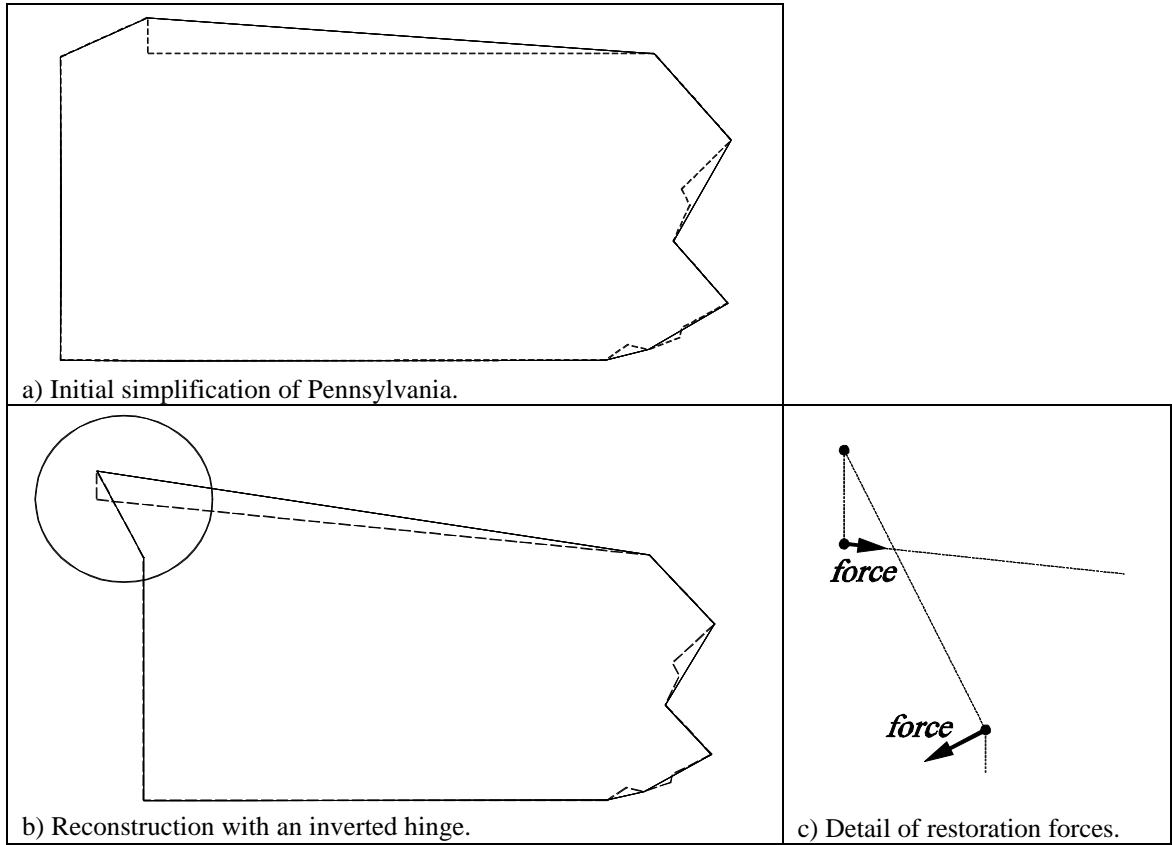 a) Initial simplification of Pennsylvania.
force
force
b) Reconstruction with an inverted hinge.
c) Detail of restoration forces.